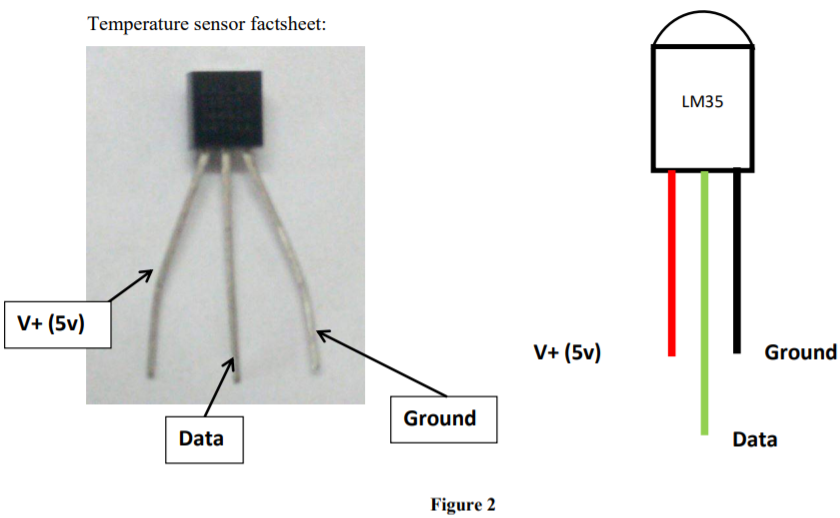 Temperature sensor factsheet:
V+ (5v)
Data
Ground
LM35
V+ (5v)
Ground
Data
Figure 2